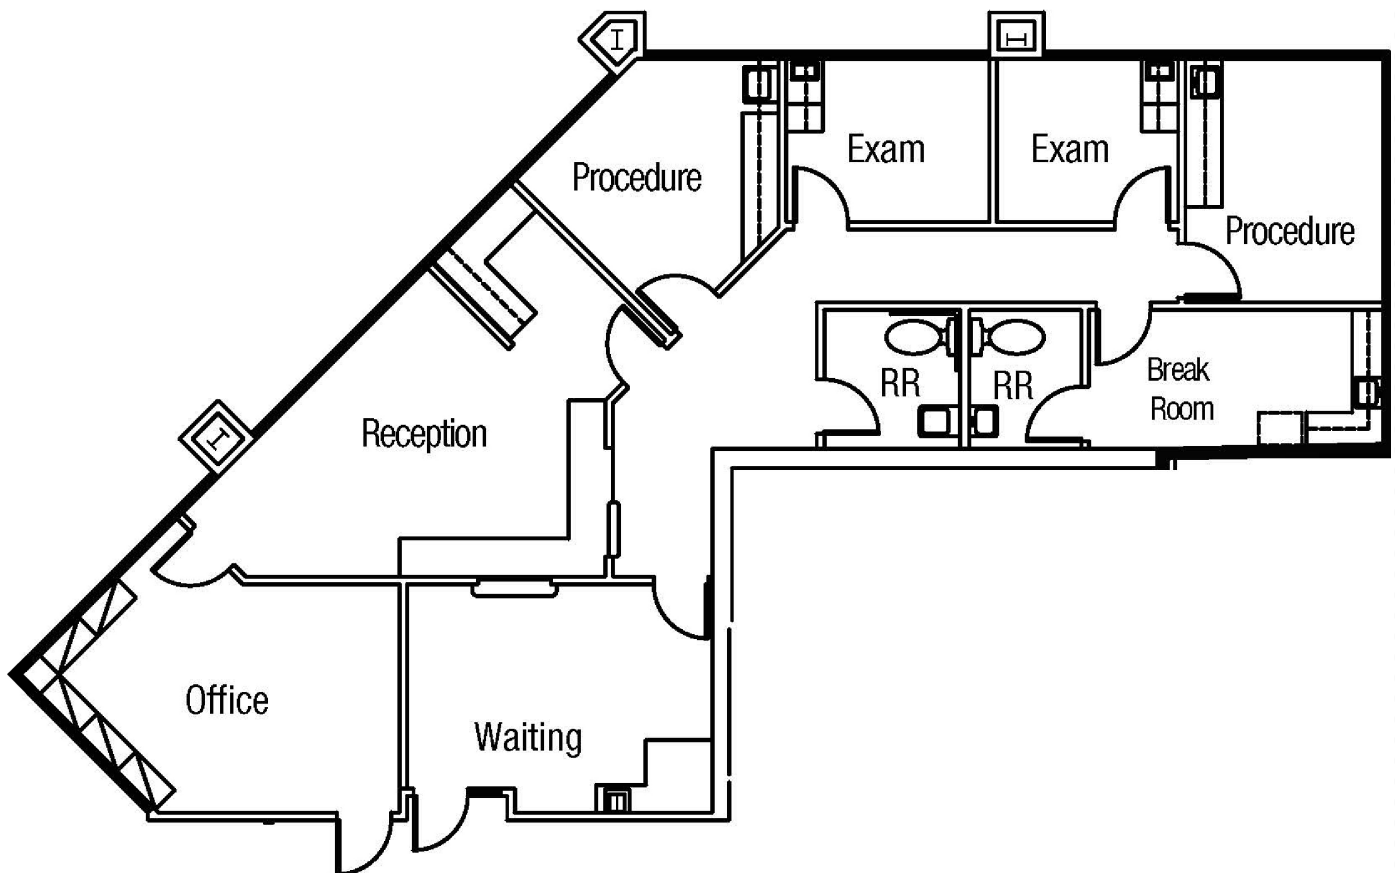 Exam
Exam
Procedure
Procedure
RR
RR
Break
Room
Reception
Office
Waiting